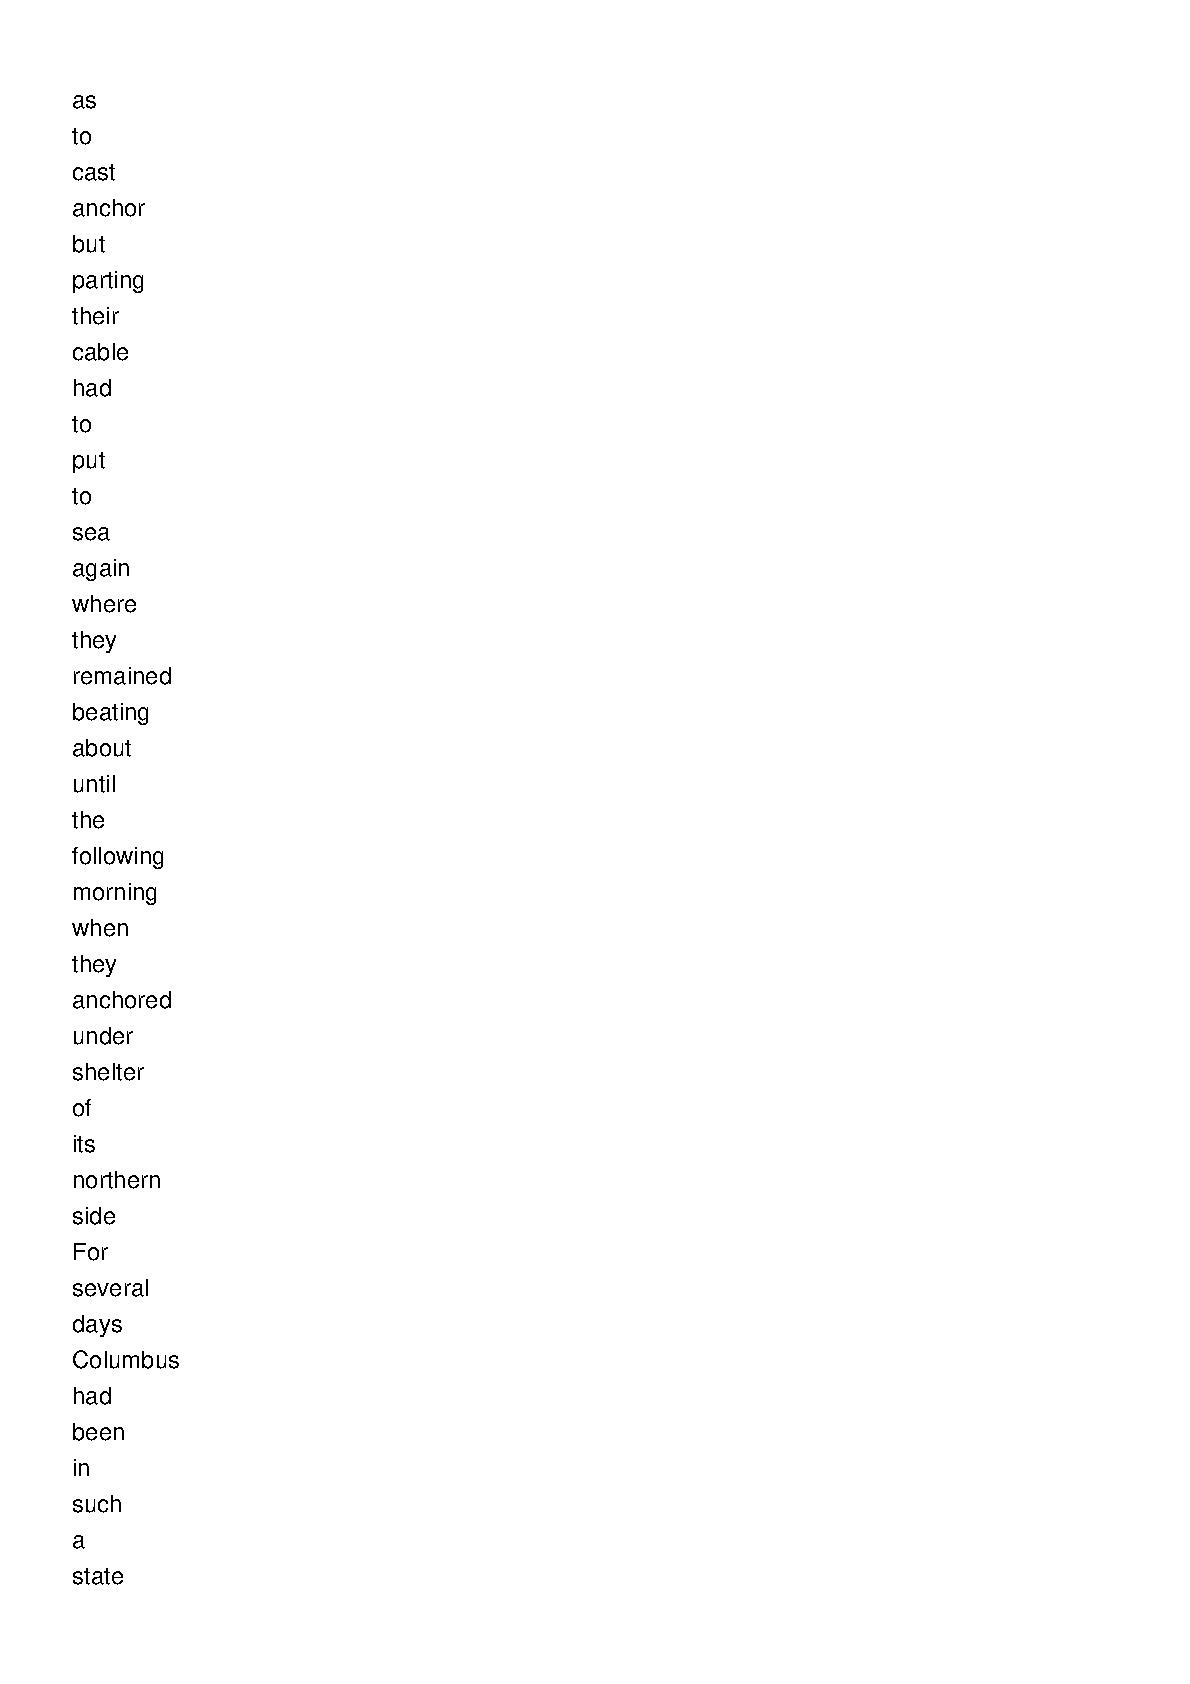 as
to
cast
anchor
but
parting
their
cable
had
to
put
to
sea
again
where
they
remained
beating
about
until
the
following
morning
when
they
anchored
under
shelter
of
its
northern
side
For
several
days
Columbus
had
been
in
such
a
state